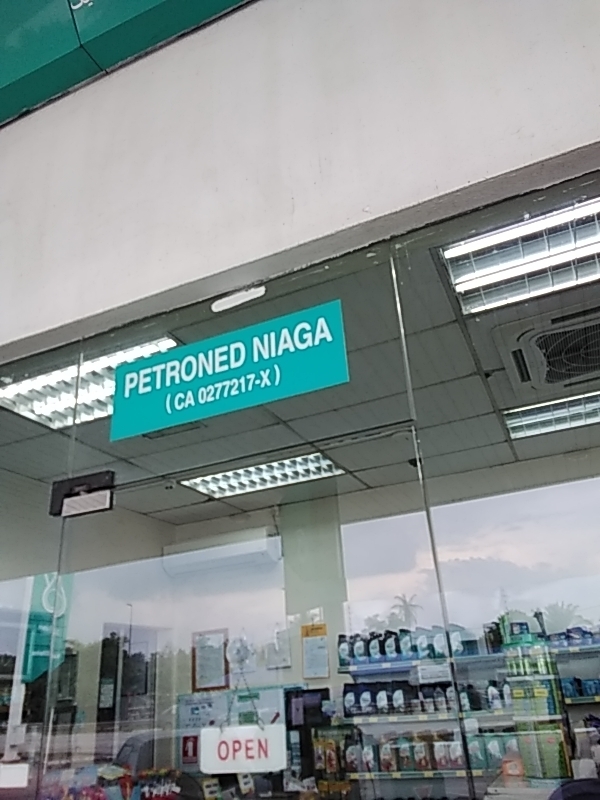 PETRONED NIAGA
( CA 0277217-X )
OPEN